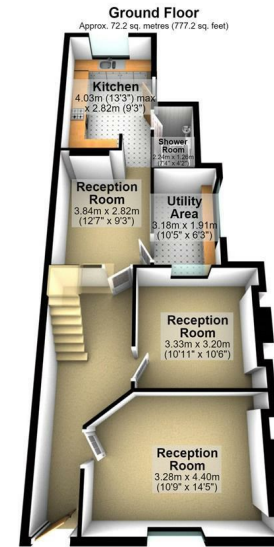 Ground Floor
Approx. 72.2 sq. metres (777.2 sq. feet)
Kitchen
4.03m (13'3") max
x 2.82m (9'3")
Shower
Room
2.24m x 1.28m
(7'4" x 4'2")
Reception
Room
3.84m x 2.82m
(12'7" x 9'3")
Utility
Area
3.18m x 1.91m
(10'5" x 6'3")
Reception
Room
3.33m x 3.20m
(10'11" x 10'6")
Reception
Room
3.28m x 4.40m
(10'9" x 14'5")